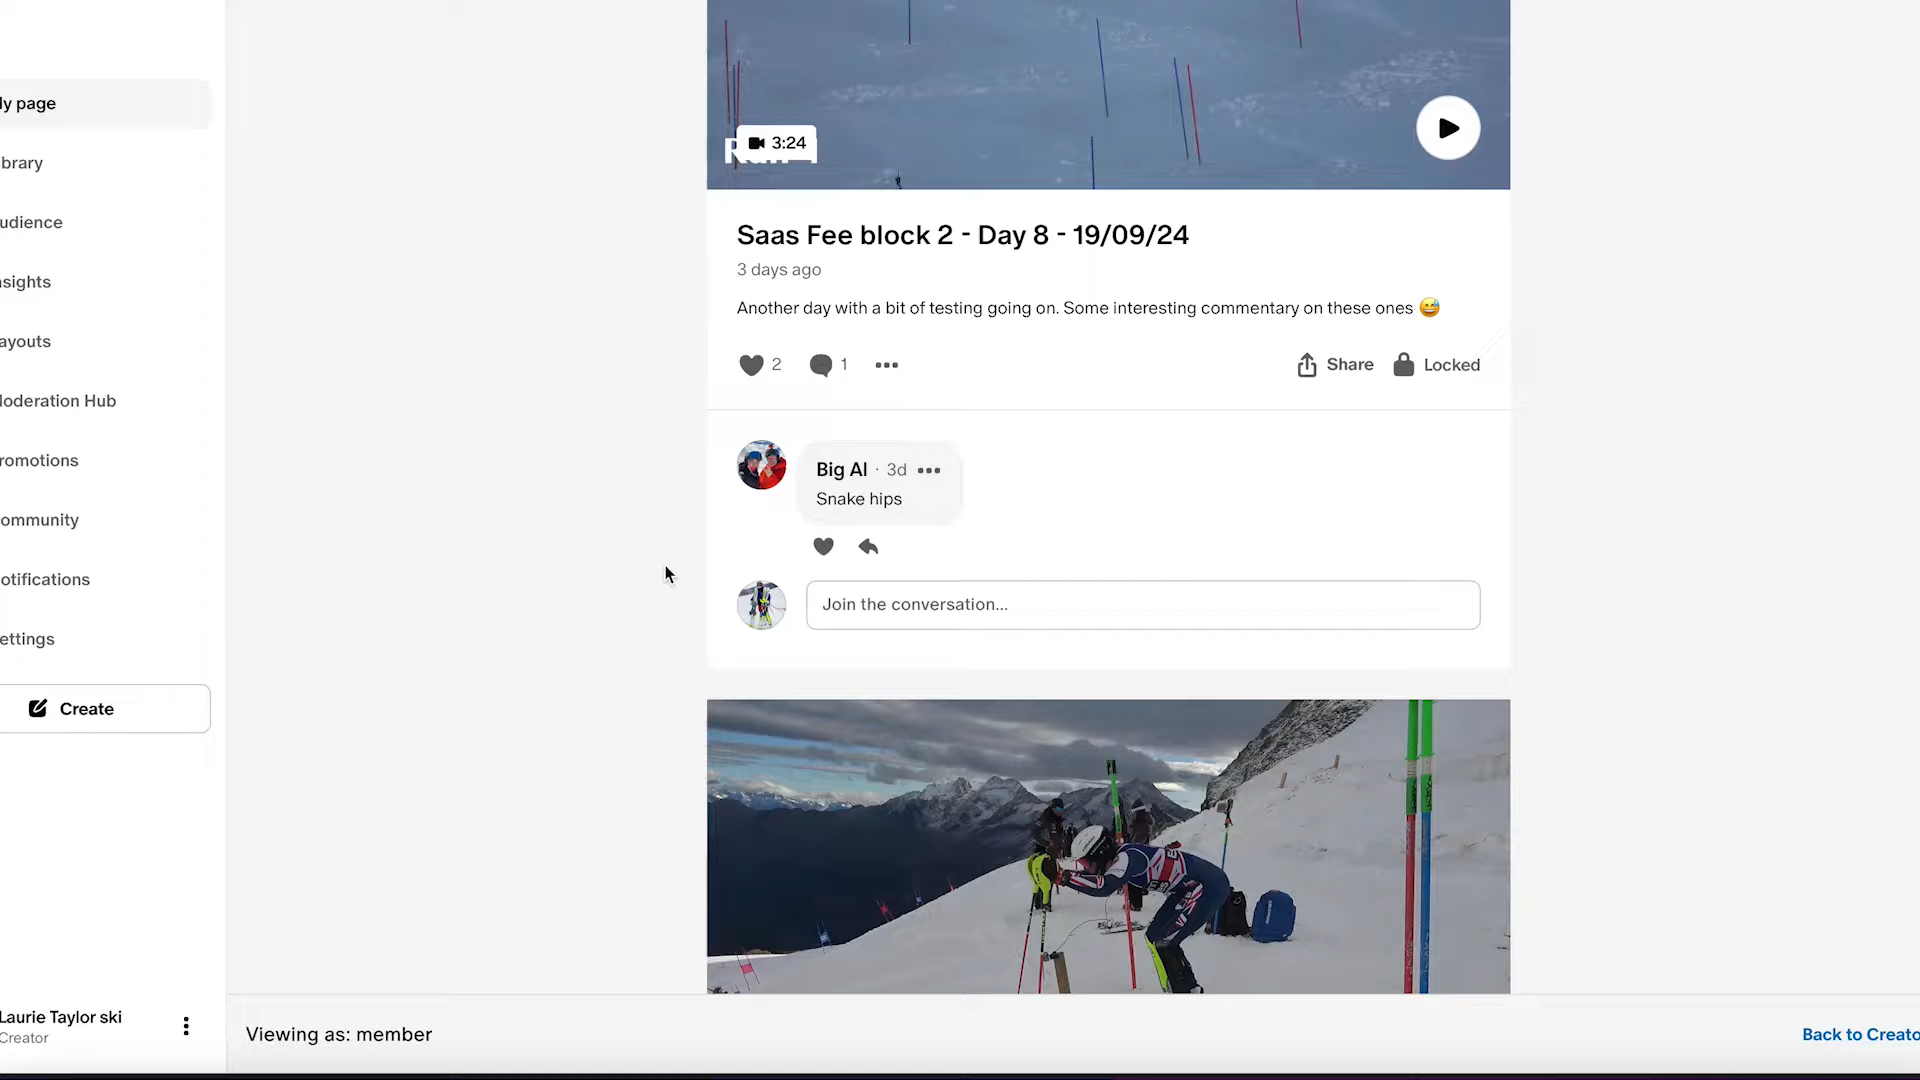 ly page
ibrary
udience
nsights
ayouts
loderation Hub
romotions
ommunity
otifications
ettings
Create
Laurie Taylor ski
Creator
3:24
Saas Fee block 2 - Day 8 - 19/09/24
3 days ago
Another day with a bit of testing going on. Some interesting commentary on these ones 😅
2
1
Share
Locked
Big Al · 3d
Snake hips
Join the conversation...
Viewing as: member
Back to Creato